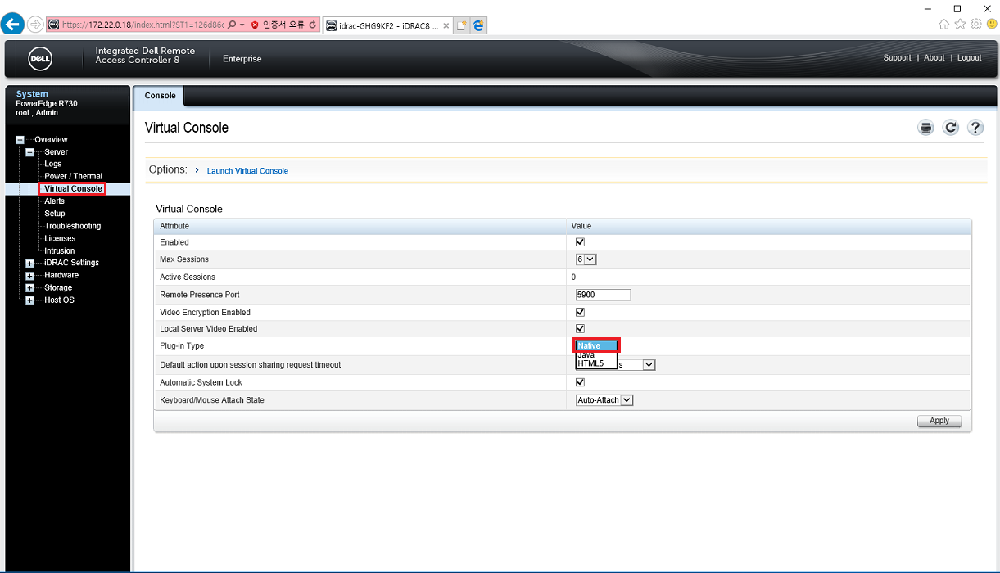 https://172.22.0.18/index.html?ST1=126d86c
인증서 오류
idrac-GHG9KF2 - iDRAC8 ...
DELL
Integrated Dell Remote
Access Controller 8
Enterprise
Support | About | Logout
System
PowerEdge R730
root , Admin
Overview
Server
Logs
Power / Thermal
Virtual Console
Alerts
Setup
Troubleshooting
Licenses
Intrusion
iDRAC Settings
Hardware
Storage
Host OS
Console
Virtual Console
Options: Launch Virtual Console
Virtual Console
Attribute Value
Enabled
Max Sessions 6
Active Sessions 0
Remote Presence Port 5900
Video Encryption Enabled
Local Server Video Enabled
Plug-in Type Native
Java
HTML5
Default action upon session sharing request timeout ss
Automatic System Lock
Keyboard/Mouse Attach State Auto-Attach
Apply